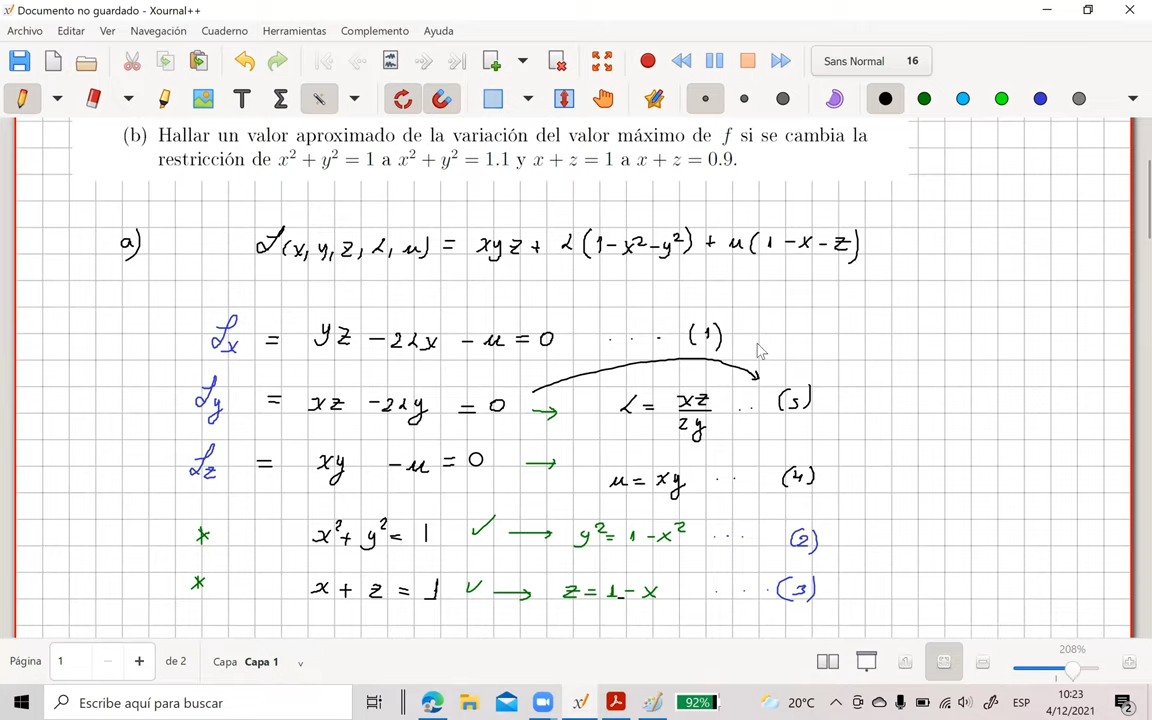 Documento no guardado - Xournal++
Archivo Editar Ver Navegación Cuaderno Herramientas Complemento Ayuda
Sans Normal 16
(b) Hallar un valor aproximado de la variación del valor máximo de f si se cambia la
restricción de x² + y² = 1 a x² + y² = 1.1 y x + z = 1 a x + z = 0.9.
a) ℒ(x, y, z, λ, μ) = xyz + λ(1-x²-y²) + μ(1-x-z)
ℒx = yz - 2λx - μ = 0 .... (1)
ℒy = xz - 2λy = 0 → λ = xz/2y .. (5)
ℒz = xy - μ = 0 →
μ = xy .. (4)
* x² + y² = 1 ✓ → y² = 1 - x² ... (2)
* x + z = 1 ✓ → z = 1 - x .... (3)
Página 1 de 2 Capa Capa 1 208%
Escribe aquí para buscar 92% 20°C ESP 10:23
4/12/2021 2